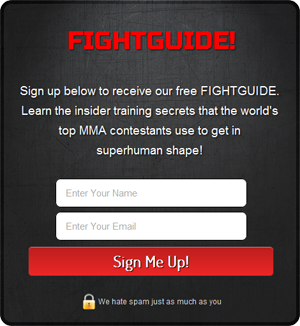 FIGHTGUIDE!
Sign up below to receive our free FIGHTGUIDE.
Learn the insider training secrets that the world's
top MMA contestants use to get in
superhuman shape!
Enter Your Name
Enter Your Email
Sign Me Up!
We hate spam just as much as you